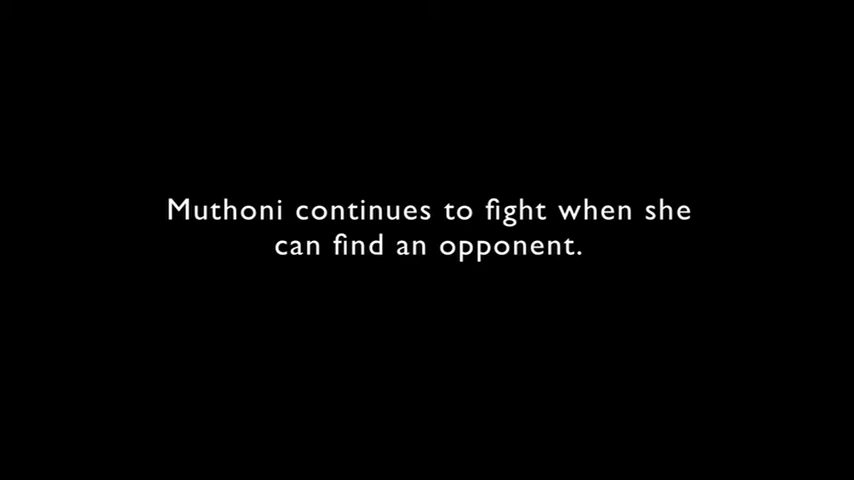 Muthoni continues to fight when she
can find an opponent.